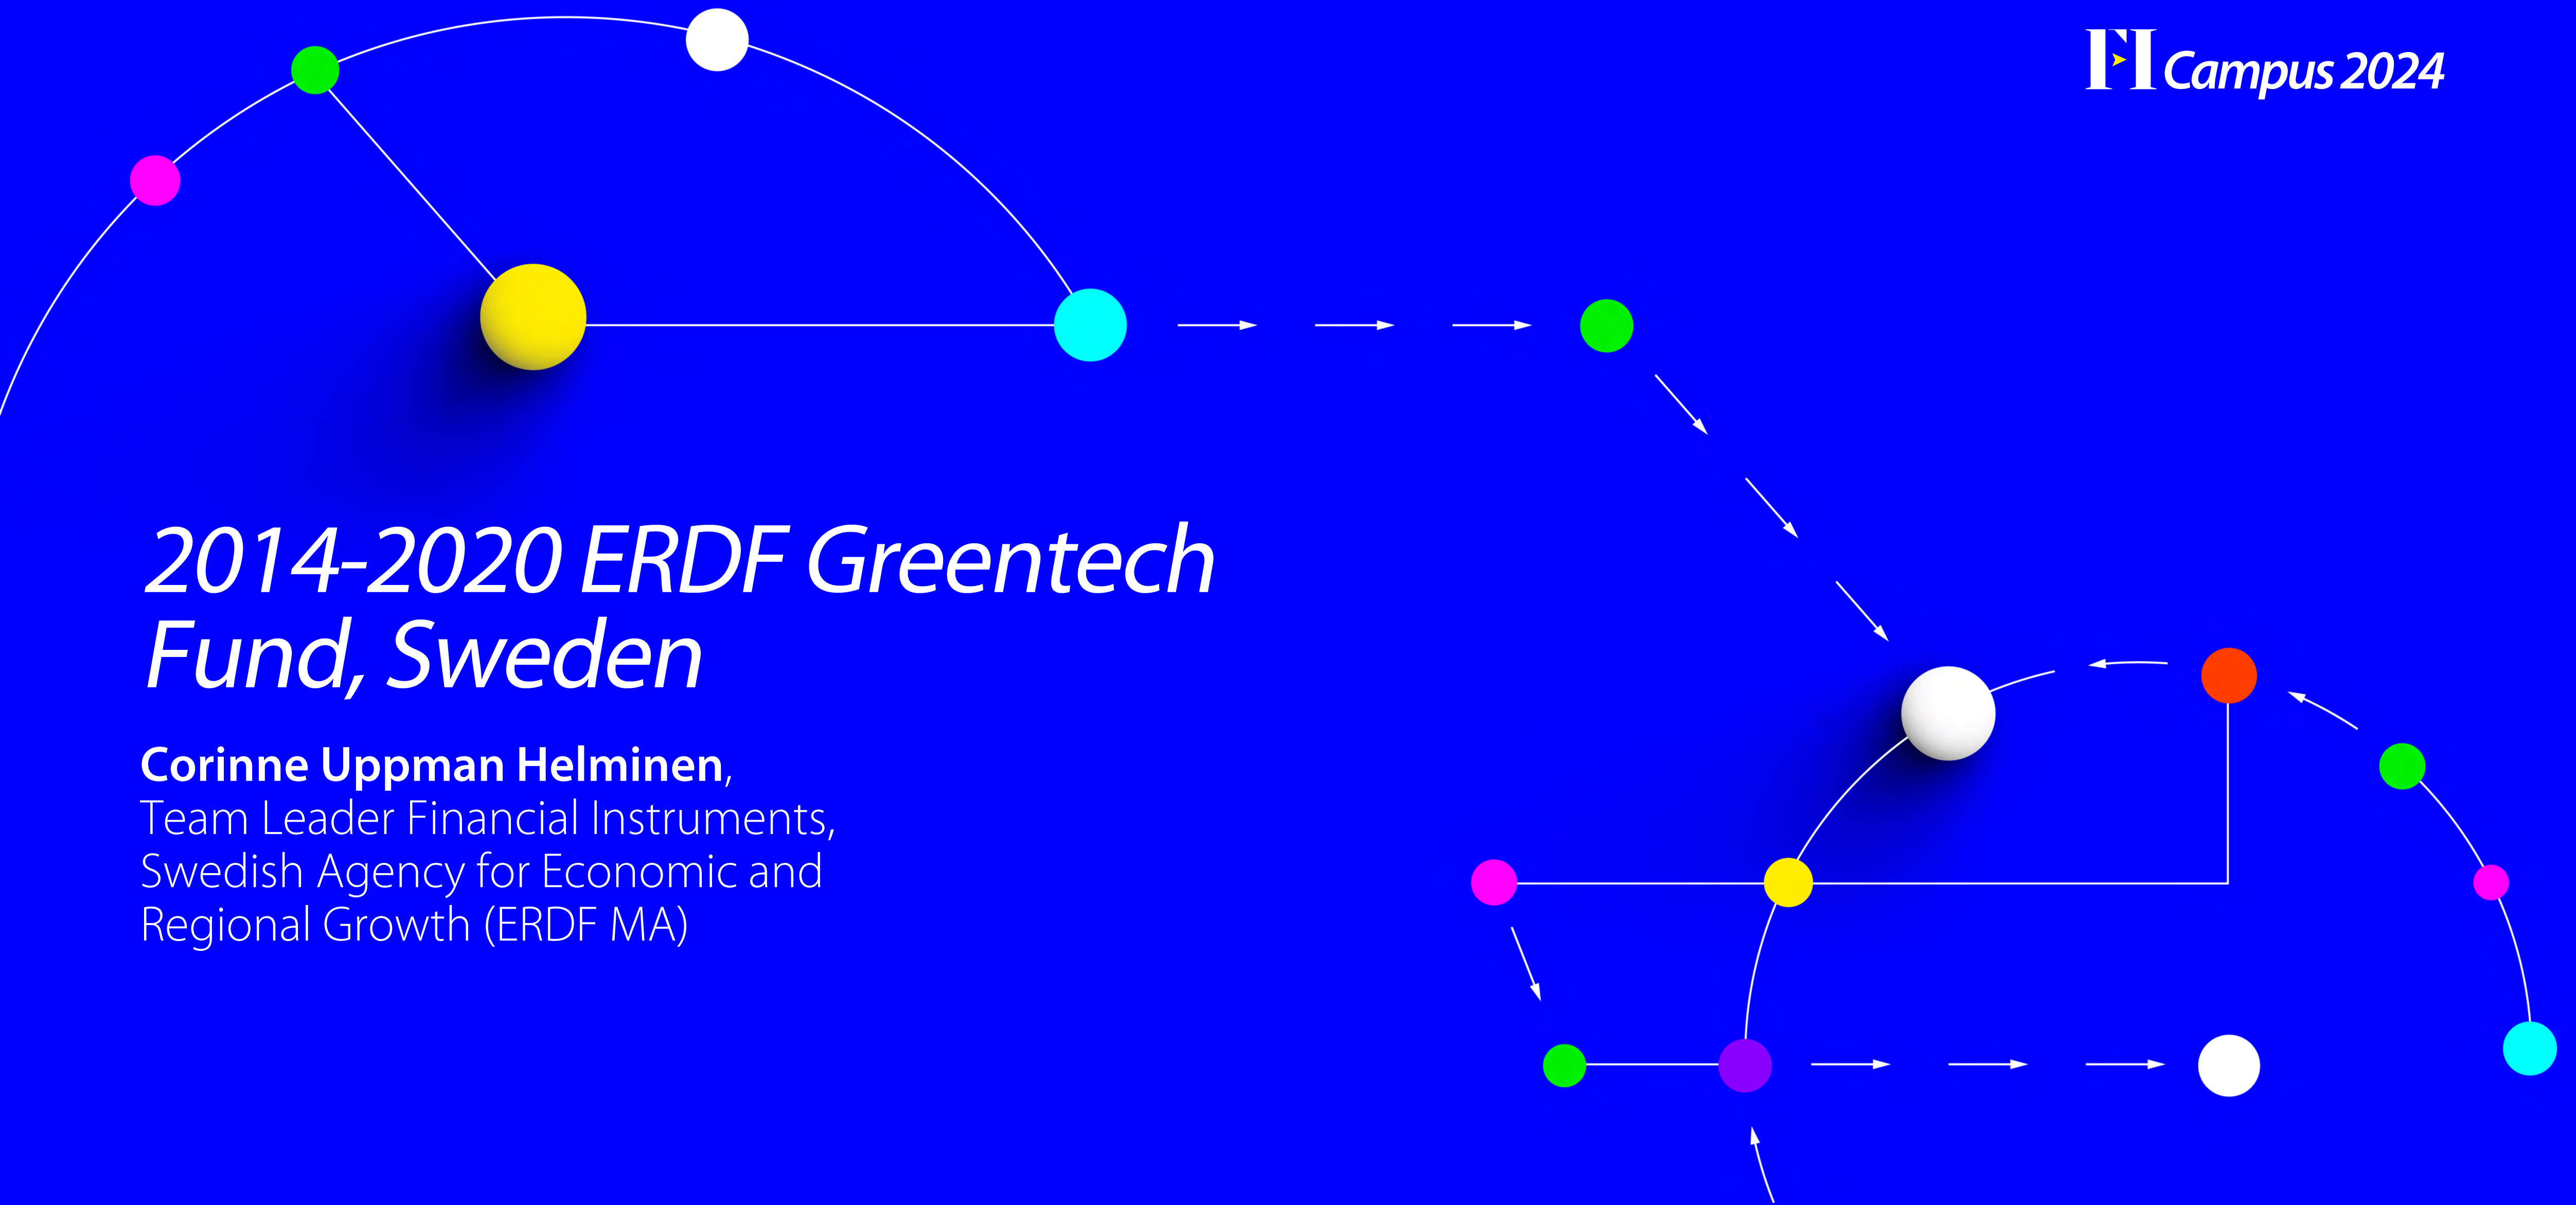 FI Campus 2024
2014-2020 ERDF Greentech
Fund, Sweden
Corinne Uppman Helminen,
Team Leader Financial Instruments,
Swedish Agency for Economic and
Regional Growth (ERDF MA)